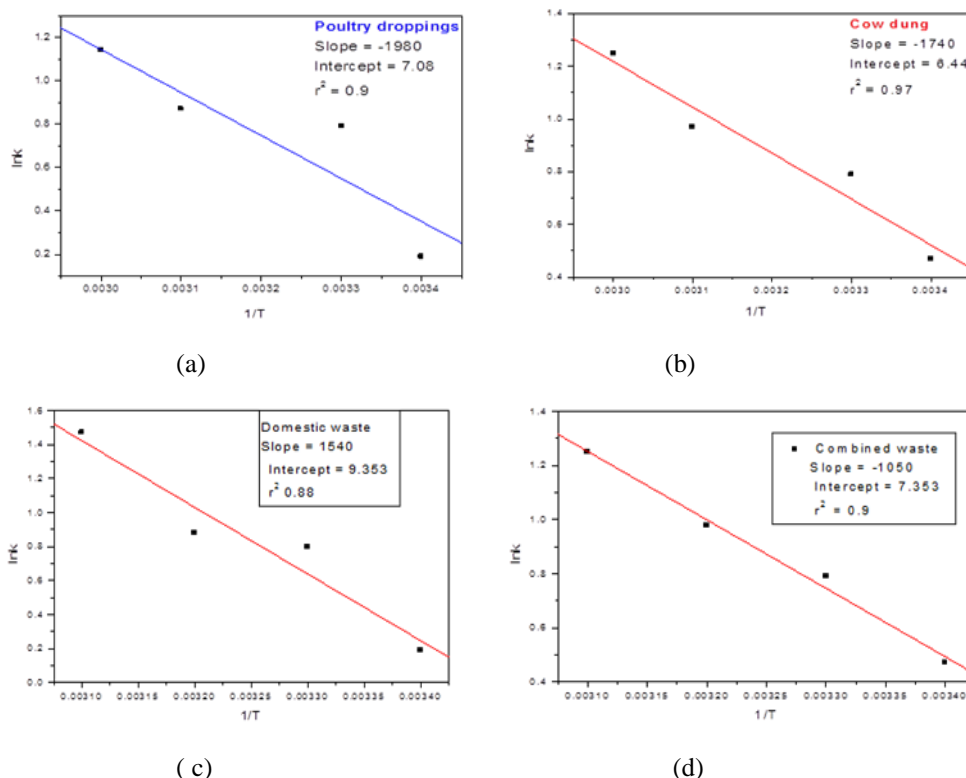 Poultry droppings
Slope = -1980
Intercept = 7.08
r² = 0.9
lnk
1.2
1.0
0.8
0.6
0.4
0.2
0.0030 0.0031 0.0032 0.0033 0.0034
1/T
(a)
Cow dung
Slope = -1740
Intercept = 6.44
r² = 0.97
lnk
1.4
1.2
1.0
0.8
0.6
0.4
0.0030 0.0031 0.0032 0.0033 0.0034
1/T
(b)
Domestic waste
Slope = 1540
Intercept = 9.353
r² 0.88
lnk
1.6
1.4
1.2
1.0
0.8
0.6
0.4
0.2
0.0
0.00310 0.00315 0.00320 0.00325 0.00330 0.00335 0.00340
1/T
( c)
Combined waste
Slope = -1050
Intercept = 7.353
r² = 0.9
lnk
1.4
1.2
1.0
0.8
0.6
0.4
0.00310 0.00315 0.00320 0.00325 0.00330 0.00335 0.00340
1/T
(d)